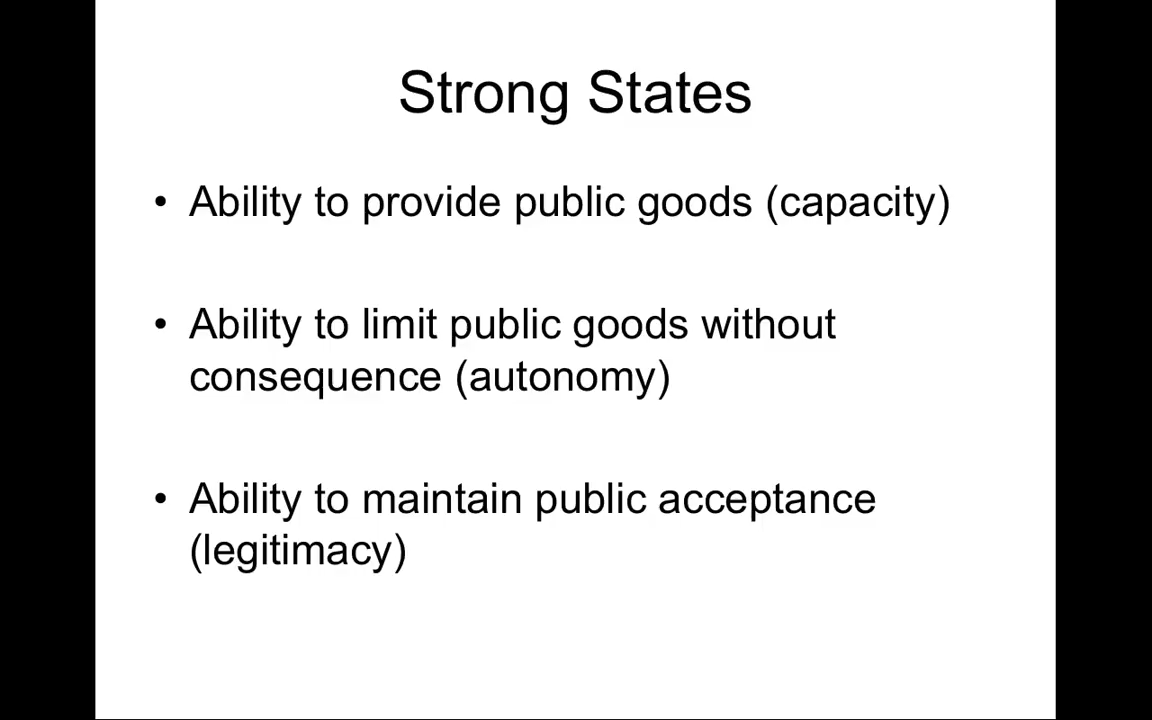 Strong States
• Ability to provide public goods (capacity)
• Ability to limit public goods without
consequence (autonomy)
• Ability to maintain public acceptance
(legitimacy)